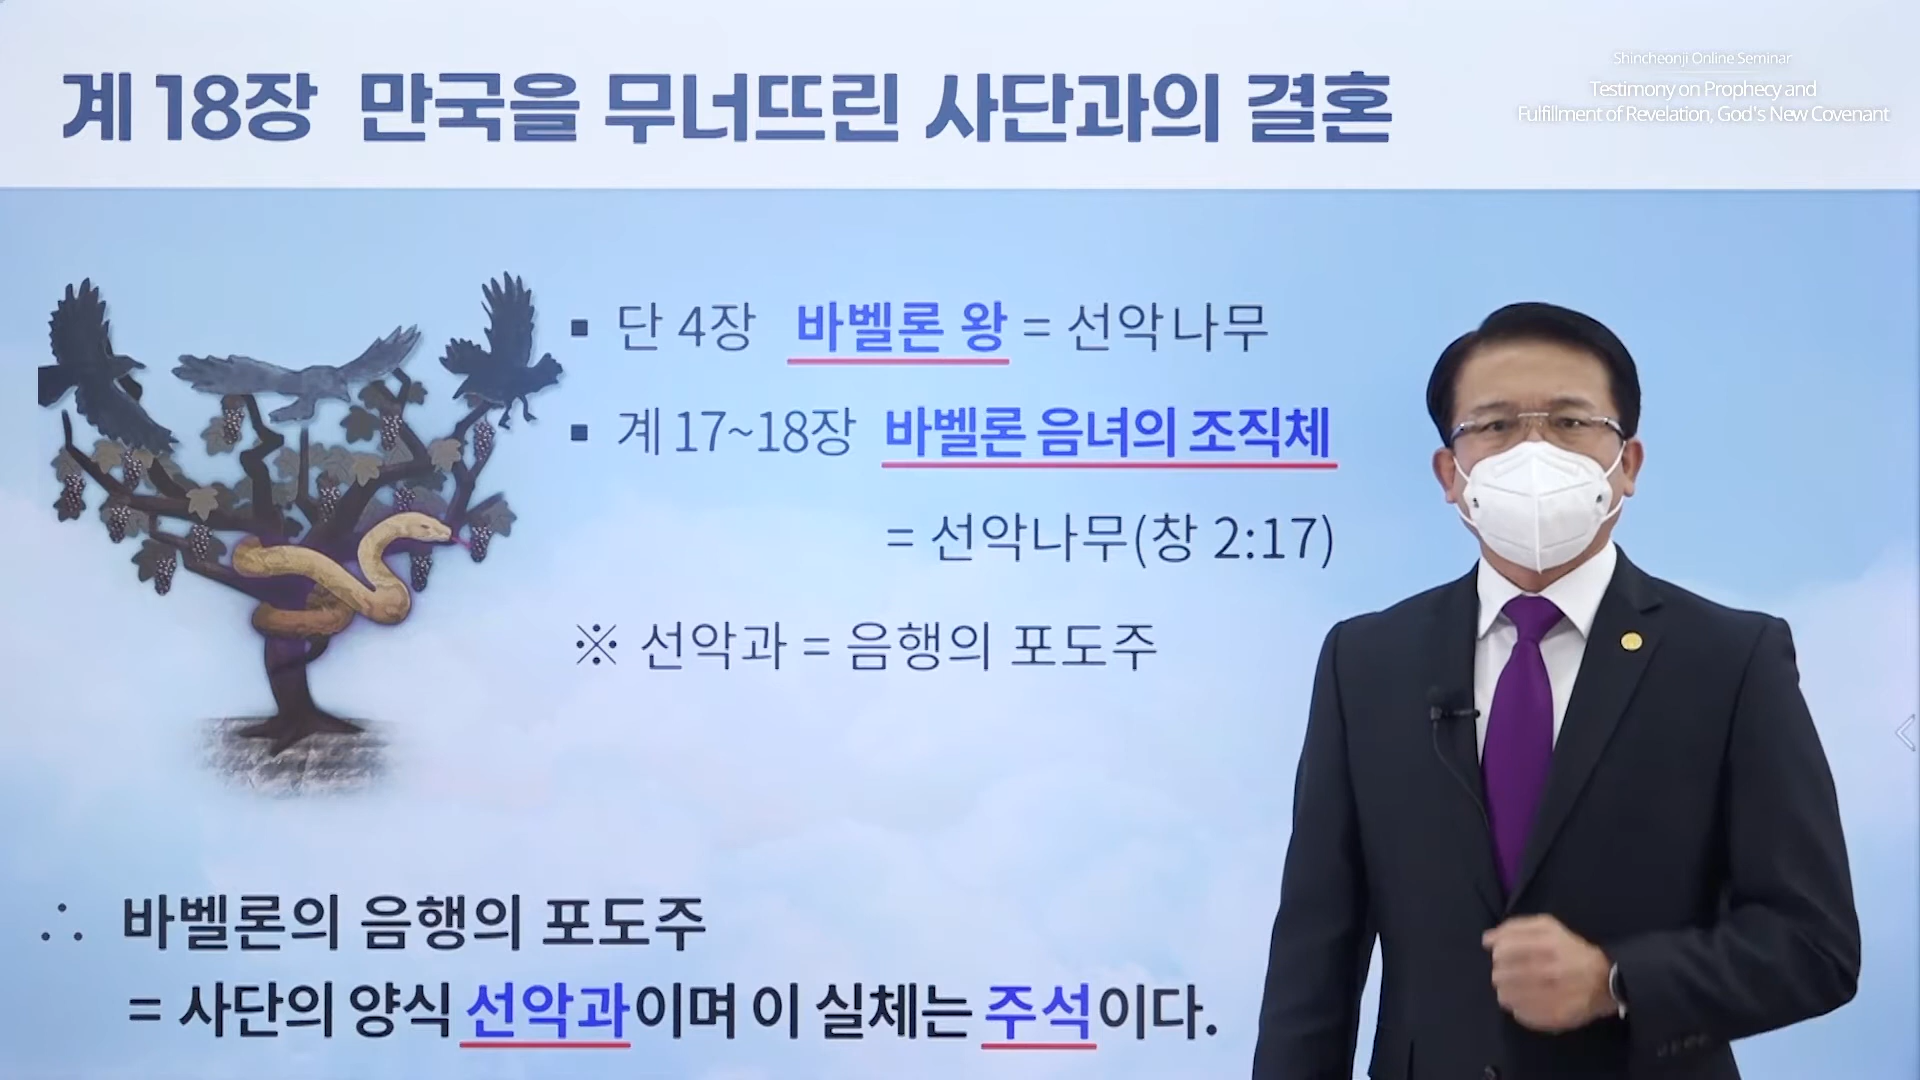 계 18장 만국을 무너뜨린 사단과의 결혼
Shincheonji Online Seminar
Testimony on Prophecy and
Fulfillment of Revelation, God's New Covenant
▪ 단 4장 바벨론 왕 = 선악나무
▪ 계 17~18장 바벨론 음녀의 조직체
= 선악나무(창 2:17)
※ 선악과 = 음행의 포도주
∴ 바벨론의 음행의 포도주
= 사단의 양식 선악과이며 이 실체는 주석이다.